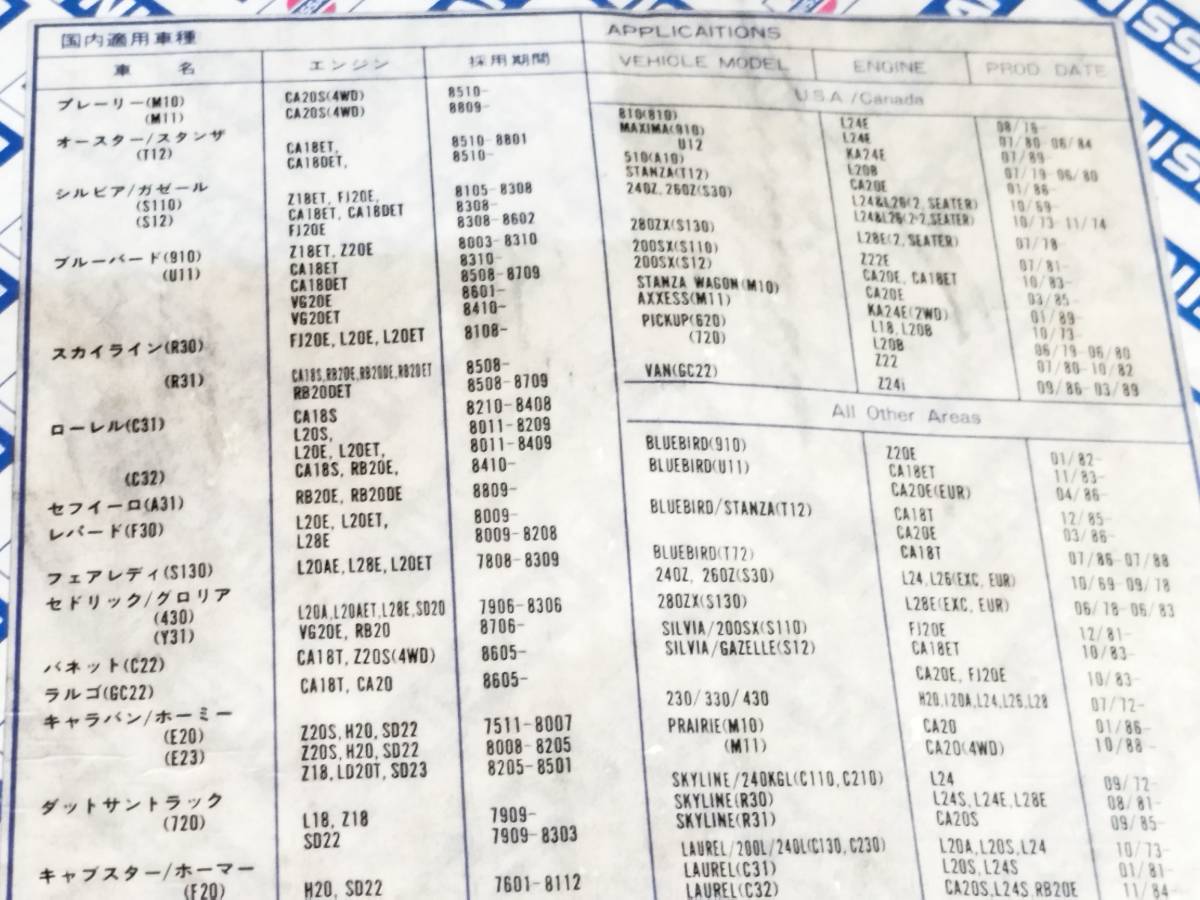 国内適用車種
車 名 エンジン 採用期間
プレーリー(M10) CA20S(4WD) 8510-
(M11) CA20S(4WD) 8809-
オースター/スタンザ
(T12) CA18ET, 8510-8801
CA18DET, 8510-
シルビア/ガゼール
(S110) Z18ET, FJ20E, 8105-8308
(S12) CA18ET, CA18DET 8308-
FJ20E 8308-8602
ブルーバード(910) Z18ET, Z20E 8003-8310
(U11) CA18ET 8310-
CA18DET 8508-8709
VG20E 8601-
VG20ET 8410-
スカイライン(R30) FJ20E, L20E, L20ET 8108-
(R31) CA18S,RB20E,RB20DE,RB20ET 8508-
RB20DET 8508-8709
ローレル(C31) CA18S 8210-8408
L20S, 8011-8209
L20E, L20ET, 8011-8409
(C32) CA18S, RB20E, 8410-
セフイーロ(A31) RB20E, RB20DE 8809-
レパード(F30) L20E, L20ET, 8009-
L28E 8009-8208
フェアレディ(S130) L20AE, L28E, L20ET 7808-8309
セドリック/グロリア
(430) L20A,L20AET,L28E,SD20 7906-8306
(Y31) VG20E, RB20 8706-
バネット(C22) CA18T, Z20S(4WD) 8605-
ラルゴ(GC22) CA18T, CA20 8605-
キャラバン/ホーミー
(E20) Z20S, H20, SD22 7511-8007
(E23) Z20S, H20, SD22 8008-8205
Z18, LD20T, SD23 8205-8501
ダットサントラック
(720) L18, Z18 7909-
SD22 7909-8303
キャブスター/ホーマー
(F20) H20, SD22 7601-8112
APPLICAITIONS
VEHICLE MODEL ENGINE PROD DATE
U.S.A./Canada
810(810) L24E 08/76-
MAXIMA(910) L24E 07/80-06/84
U12 KA24E 07/89-
510(A10) L20B 07/79-06/80
STANZA(T12) CA20E 01/86-
240Z, 260Z(S30) L24&L26(2, SEATER) 10/69-
L24&L26(2+2, SEATER) 10/73-11/74
280ZX(S130) L28E(2, SEATER) 07/78-
200SX(S110) Z22E 07/81-
200SX(S12) CA20E, CA18ET 10/83-
STANZA WAGON(M10) CA20E 03/85-
AXXESS(M11) KA24E(2WD) 01/89-
PICKUP(620) L18, L20B 10/73-
(720) L20B 06/79-06/80
Z22 07/80-10/82
VAN(GC22) Z24i 09/86-03/89
All Other Areas
BLUEBIRD(910) Z20E 01/82-
BLUEBIRD(U11) CA18ET 11/83-
CA20E(EUR) 04/86-
BLUEBIRD/STANZA(T12) CA18T 12/85-
CA20E 03/86-
BLUEBIRD(T72) CA18T 07/86-07/88
240Z, 260Z(S30) L24, L26(EXC, EUR) 10/69-09/78
280ZX(S130) L28E(EXC, EUR) 06/78-06/83
SILVIA/200SX(S110) FJ20E 12/81-
SILVIA/GAZELLE(S12) CA18ET 10/83-
CA20E, FJ20E 10/83-
230/330/430 H20,L20A,L24,L26,L28 07/72-
PRAIRIE(M10) CA20 01/86-
(M11) CA20(4WD) 10/88-
SKYLINE/240KGL(C110, C210) L24 09/72-
SKYLINE(R30) L24S, L24E, L28E 08/81-
SKYLINE(R31) CA20S 09/85-
LAUREL/200L/240L(C130, C230) L20A, L20S, L24 10/73-
LAUREL(C31) L20S, L24S 01/81-
LAUREL(C32) CA20S, L24S, RB20E 11/84-